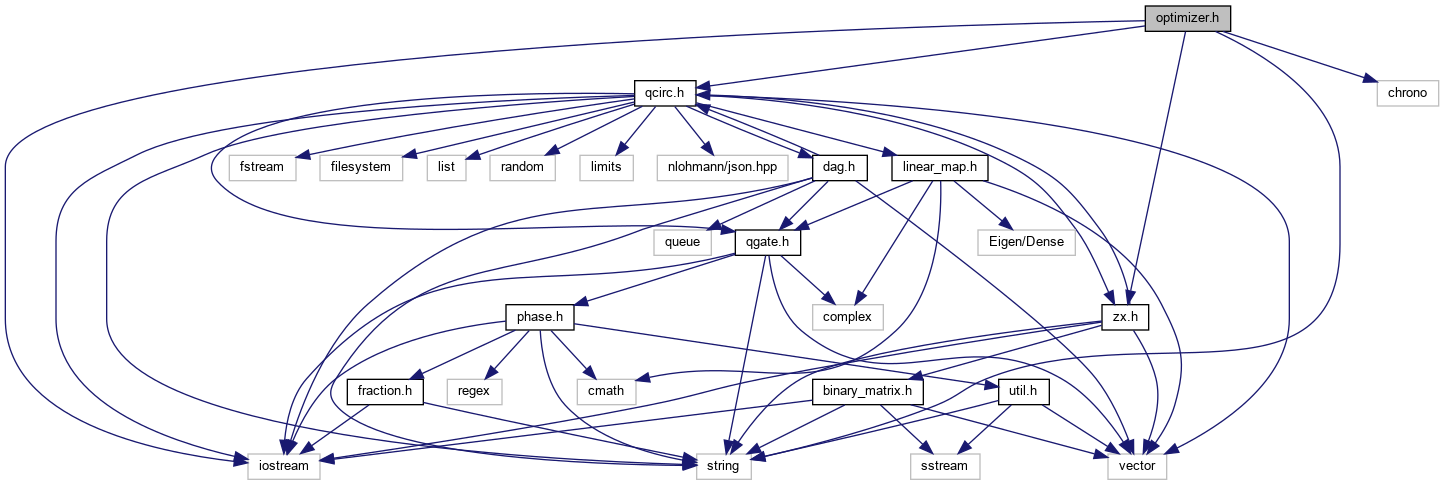 optimizer.h
qcirc.h
chrono
fstream
filesystem
list
random
limits
nlohmann/json.hpp
dag.h
linear_map.h
queue
qgate.h
Eigen/Dense
phase.h
complex
zx.h
fraction.h
regex
cmath
binary_matrix.h
util.h
iostream
string
sstream
vector